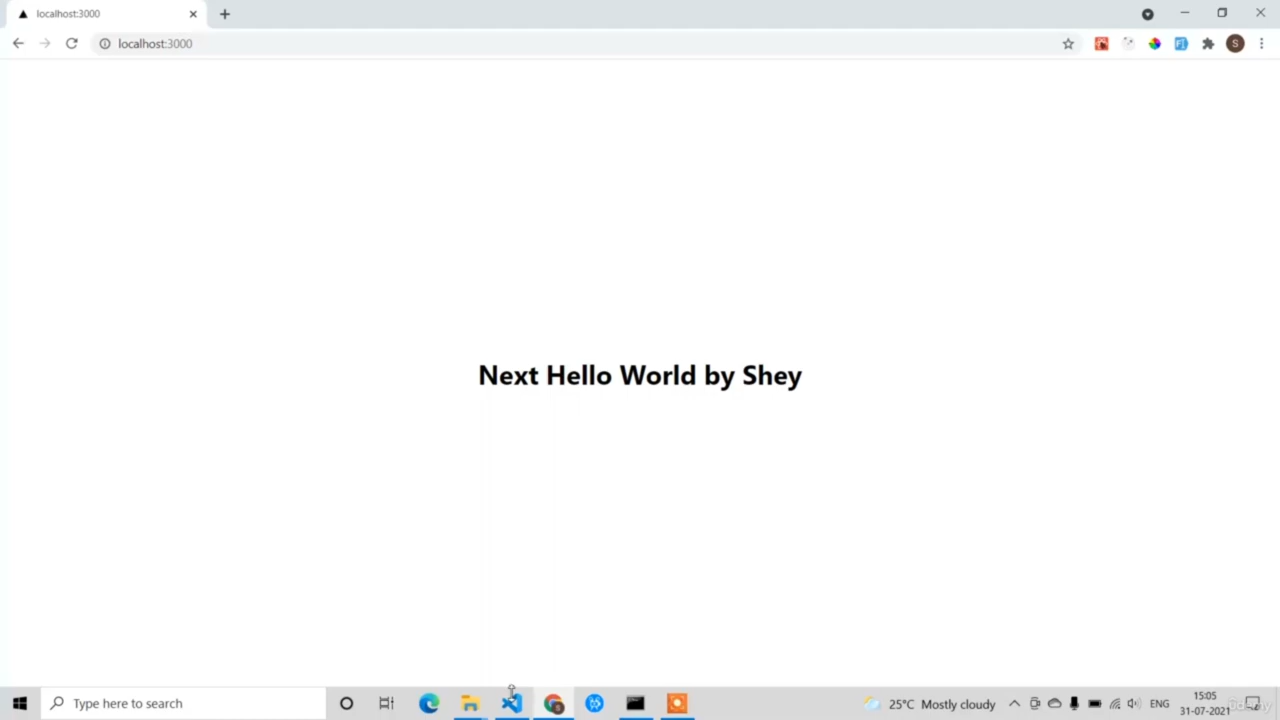 localhost:3000
localhost:3000
S
Next Hello World by Shey
Type here to search
25°C Mostly cloudy
ENG
15:05
31-07-2021